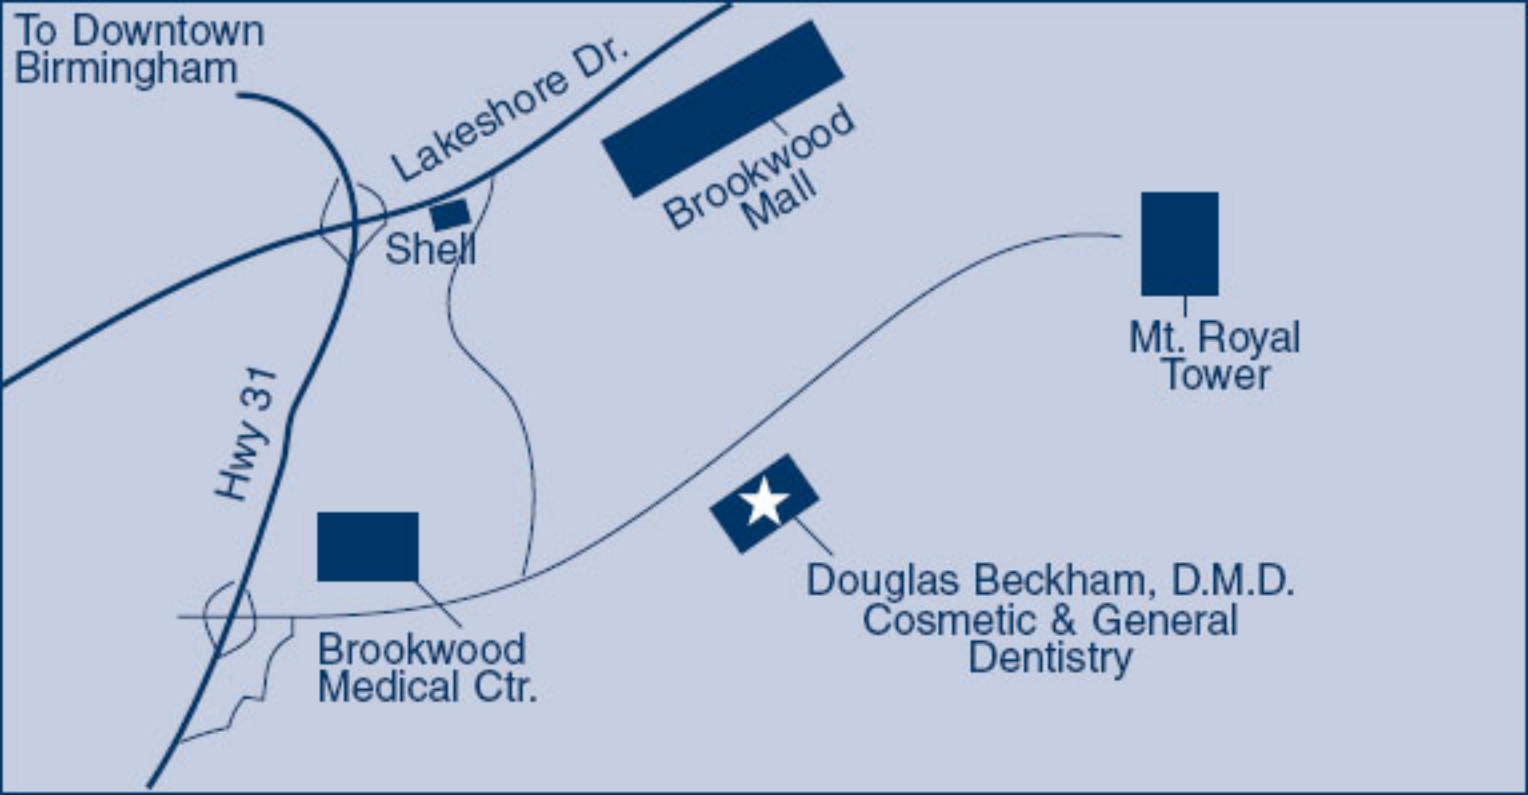 To Downtown
Birmingham
Lakeshore Dr.
Brookwood
Mall
Shell
Mt. Royal
Tower
Hwy 31
Douglas Beckham, D.M.D.
Cosmetic & General
Dentistry
Brookwood
Medical Ctr.